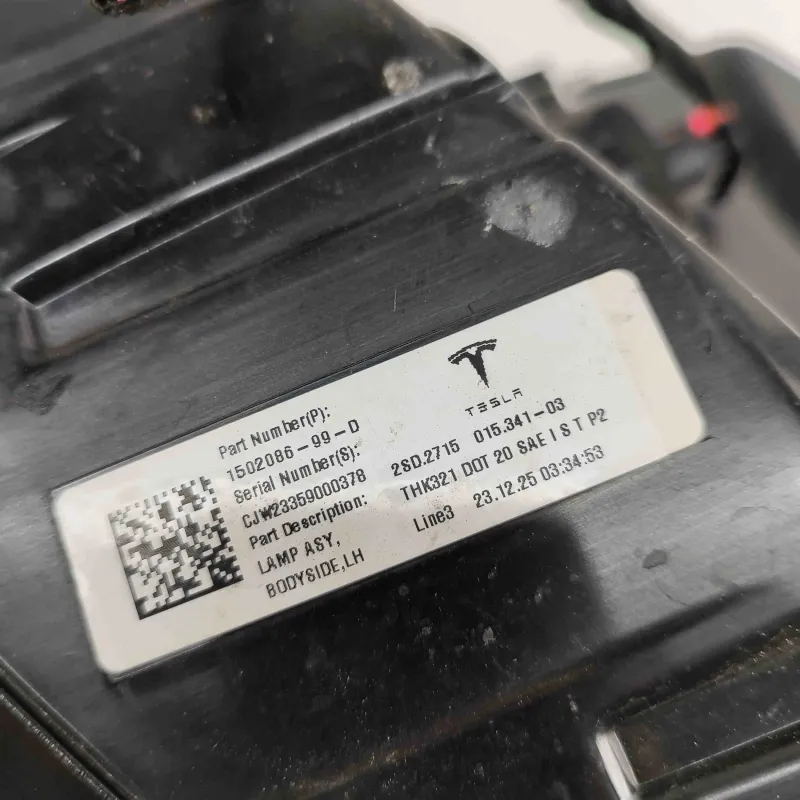 TESLA
Part Number(P):
1502086-99-D
Serial Number(S):
CJW23359000378
Part Description:
LAMP ASY,
BODYSIDE,LH
2SD.2715 015.341-03
THK321 DOT 20 SAE I S T P2
Line3 23.12.25 03:34:53